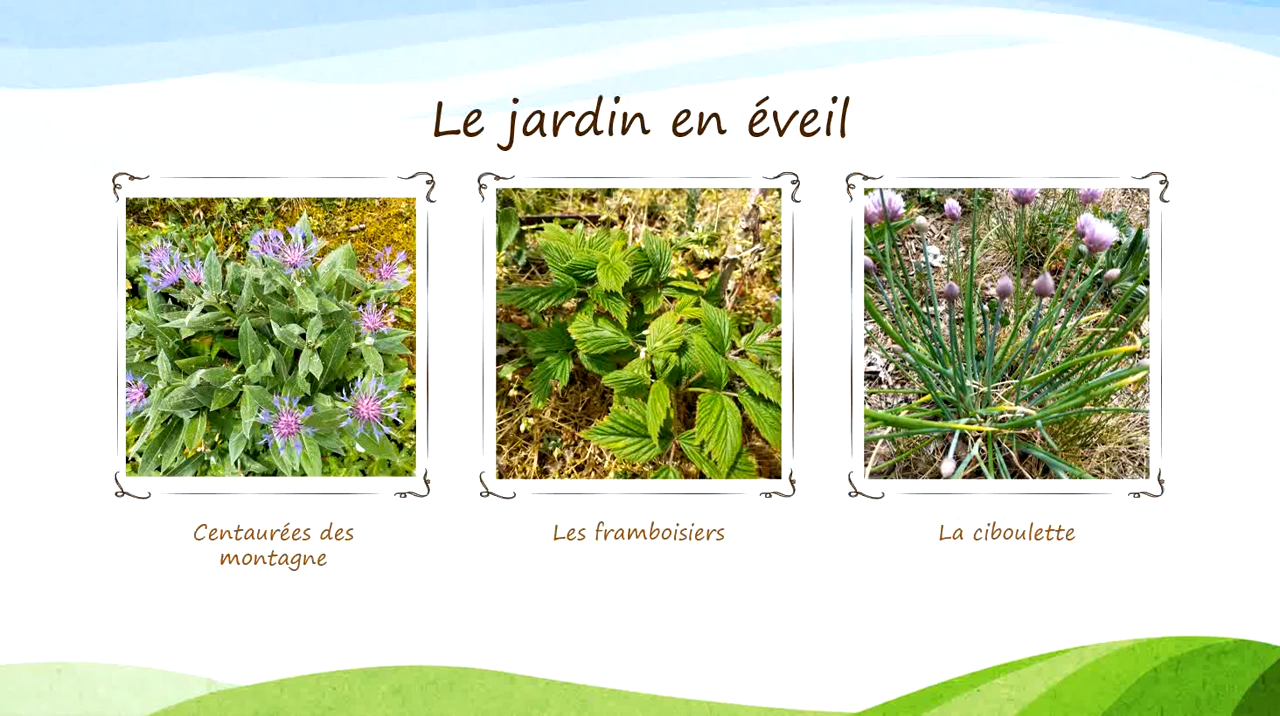 Le jardin en éveil
Centaurées des
montagne
Les framboisiers
La ciboulette